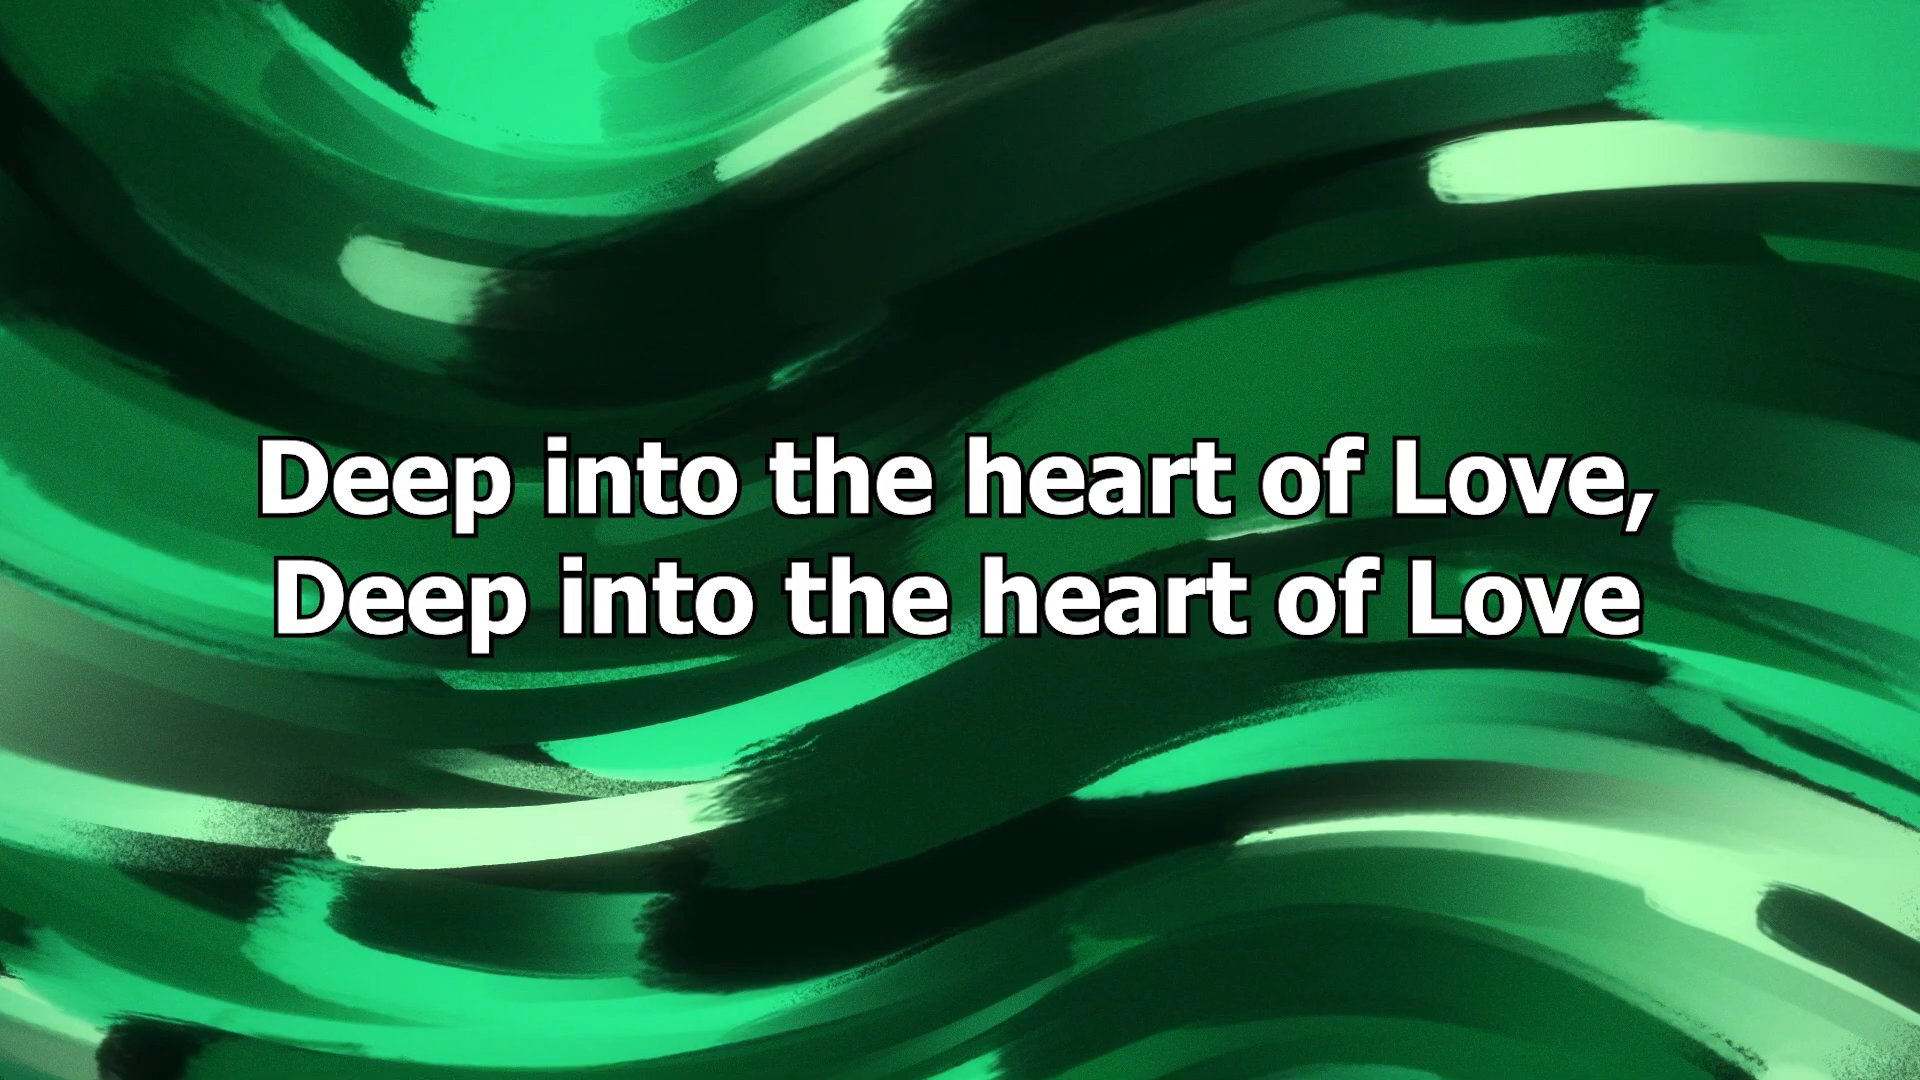 Deep into the heart of Love,
Deep into the heart of Love